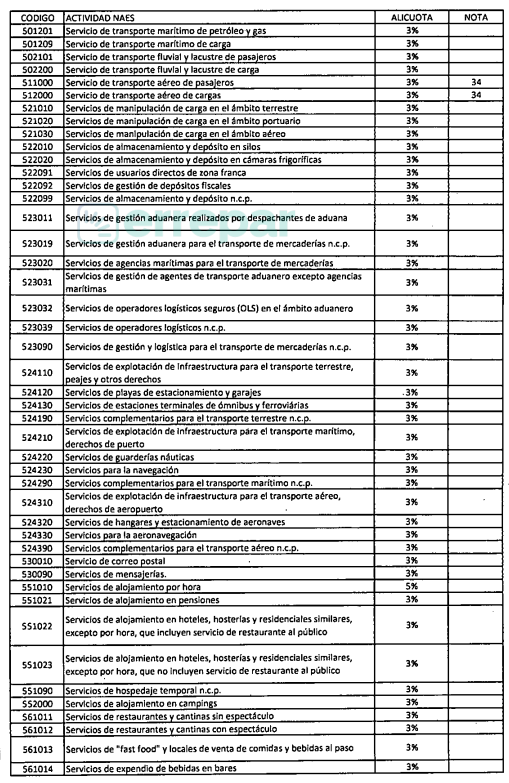 CODIGO ACTIVIDAD NAES ALICUOTA NOTA
501201 Servicio de transporte marítimo de petróleo y gas 3%
501209 Servicio de transporte marítimo de carga 3%
502101 Servicio de transporte fluvial y lacustre de pasajeros 3%
502200 Servicio de transporte fluvial y lacustre de carga 3%
511000 Servicio de transporte aéreo de pasajeros 3% 34
512000 Servicio de transporte aéreo de cargas 3% 34
521010 Servicios de manipulación de carga en el ámbito terrestre 3%
521020 Servicios de manipulación de carga en el ámbito portuario 3%
521030 Servicios de manipulación de carga en el ámbito aéreo 3%
522010 Servicios de almacenamiento y depósito en silos 3%
522020 Servicios de almacenamiento y depósito en cámaras frigoríficas 3%
522091 Servicios de usuarios directos de zona franca 3%
522092 Servicios de gestión de depósitos fiscales 3%
522099 Servicios de almacenamiento y depósito n.c.p. 3%
errepar
523011 Servicios de gestión aduanera realizados por despachantes de aduana 3%
523019 Servicios de gestión aduanera para el transporte de mercaderías n.c.p. 3%
523020 Servicios de agencias marítimas para el transporte de mercaderías 3%
523031 Servicios de gestión de agentes de transporte aduanero excepto agencias
marítimas 3%
523032 Servicios de operadores logísticos seguros (OLS) en el ámbito aduanero 3%
523039 Servicios de operadores logísticos n.c.p. 3%
523090 Servicios de gestión y logística para el transporte de mercaderías n.c.p. 3%
524110 Servicios de explotación de infraestructura para el transporte terrestre,
peajes y otros derechos 3%
524120 Servicios de playas de estacionamiento y garajes .3%
524130 Servicios de estaciones terminales de ómnibus y ferroviárias 3%
524190 Servicios complementarios para el transporte terrestre n.c.p. 3%
524210 Servicios de explotación de infraestructura para el transporte marítimo,
derechos de puerto 3%
524220 Servicios de guarderías náuticas 3%
524230 Servicios para la navegación 3%
524290 Servicios complementarios para el transporte marítimo n.c.p. 3%
524310 Servicios de explotación de infraestructura para el transporte aéreo,
derechos de aeropuerto 3%
524320 Servicios de hangares y estacionamiento de aeronaves 3%
524330 Servicios para la aeronavegación 3%
524390 Servicios complementarios para el transporte aéreo n.c.p. 3%
530010 Servicio de correo postal 3%
530090 Servicios de mensajerías. 3%
551010 Servicios de alojamiento por hora 5%
551021 Servicios de alojamiento en pensiones 3%
551022 Servicios de alojamiento en hoteles, hosterías y residenciales similares,
excepto por hora, que incluyen servicio de restaurante al público 3%
551023 Servicios de alojamiento en hoteles, hosterías y residenciales similares,
excepto por hora, que no incluyen servicio de restaurante al público 3%
551090 Servicios de hospedaje temporal n.c.p. 3%
552000 Servicios de alojamiento en campings 3%
561011 Servicios de restaurantes y cantinas sin espectáculo 3%
561012 Servicios de restaurantes y cantinas con espectáculo 3%
561013 Servicios de "fast food" y locales de venta de comidas y bebidas al paso 3%
561014 Servicios de expendio de bebidas en bares 3%